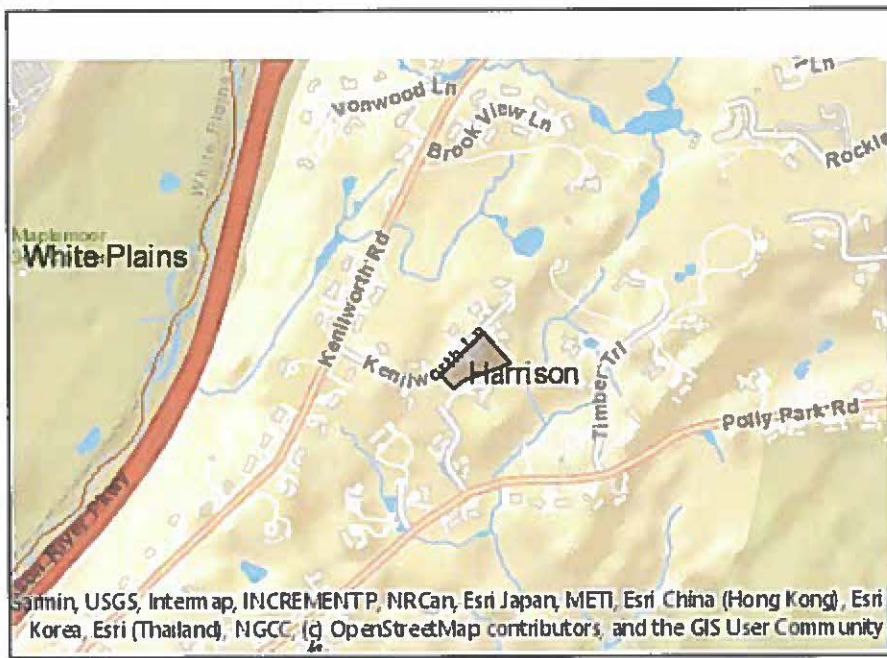 Ln
Vonwood Ln
Brook View Ln
Rockle
White Plains
Maplemoor
White Plains
Kenilworth Rd
Kenilworth Ln
Harrison
Timber Trl
Polly Park Rd
River Pkwy
Garmin, USGS, Intermap, INCREMENT P, NRCan, Esri Japan, METI, Esri China (Hong Kong), Esri
Korea, Esri (Thailand), NGCC, (c) OpenStreetMap contributors, and the GIS User Community